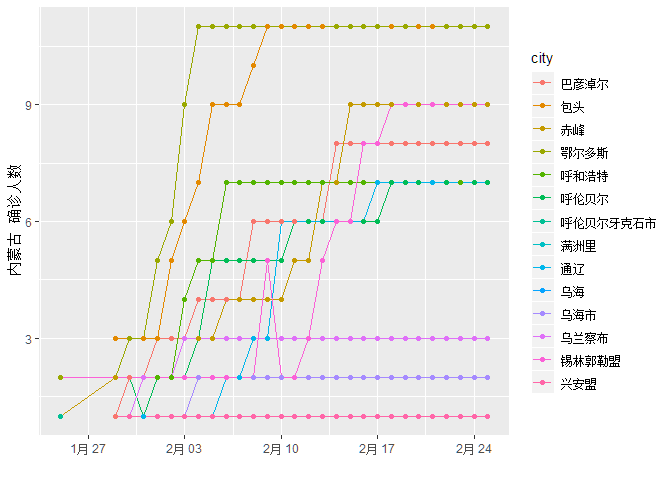 city
巴彦淖尔
包头
赤峰
鄂尔多斯
呼和浩特
呼伦贝尔
呼伦贝尔牙克石市
满洲里
通辽
乌海
乌海市
乌兰察布
锡林郭勒盟
兴安盟
内蒙古 确诊人数
9
6
3
1月 27
2月 03
2月 10
2月 17
2月 24